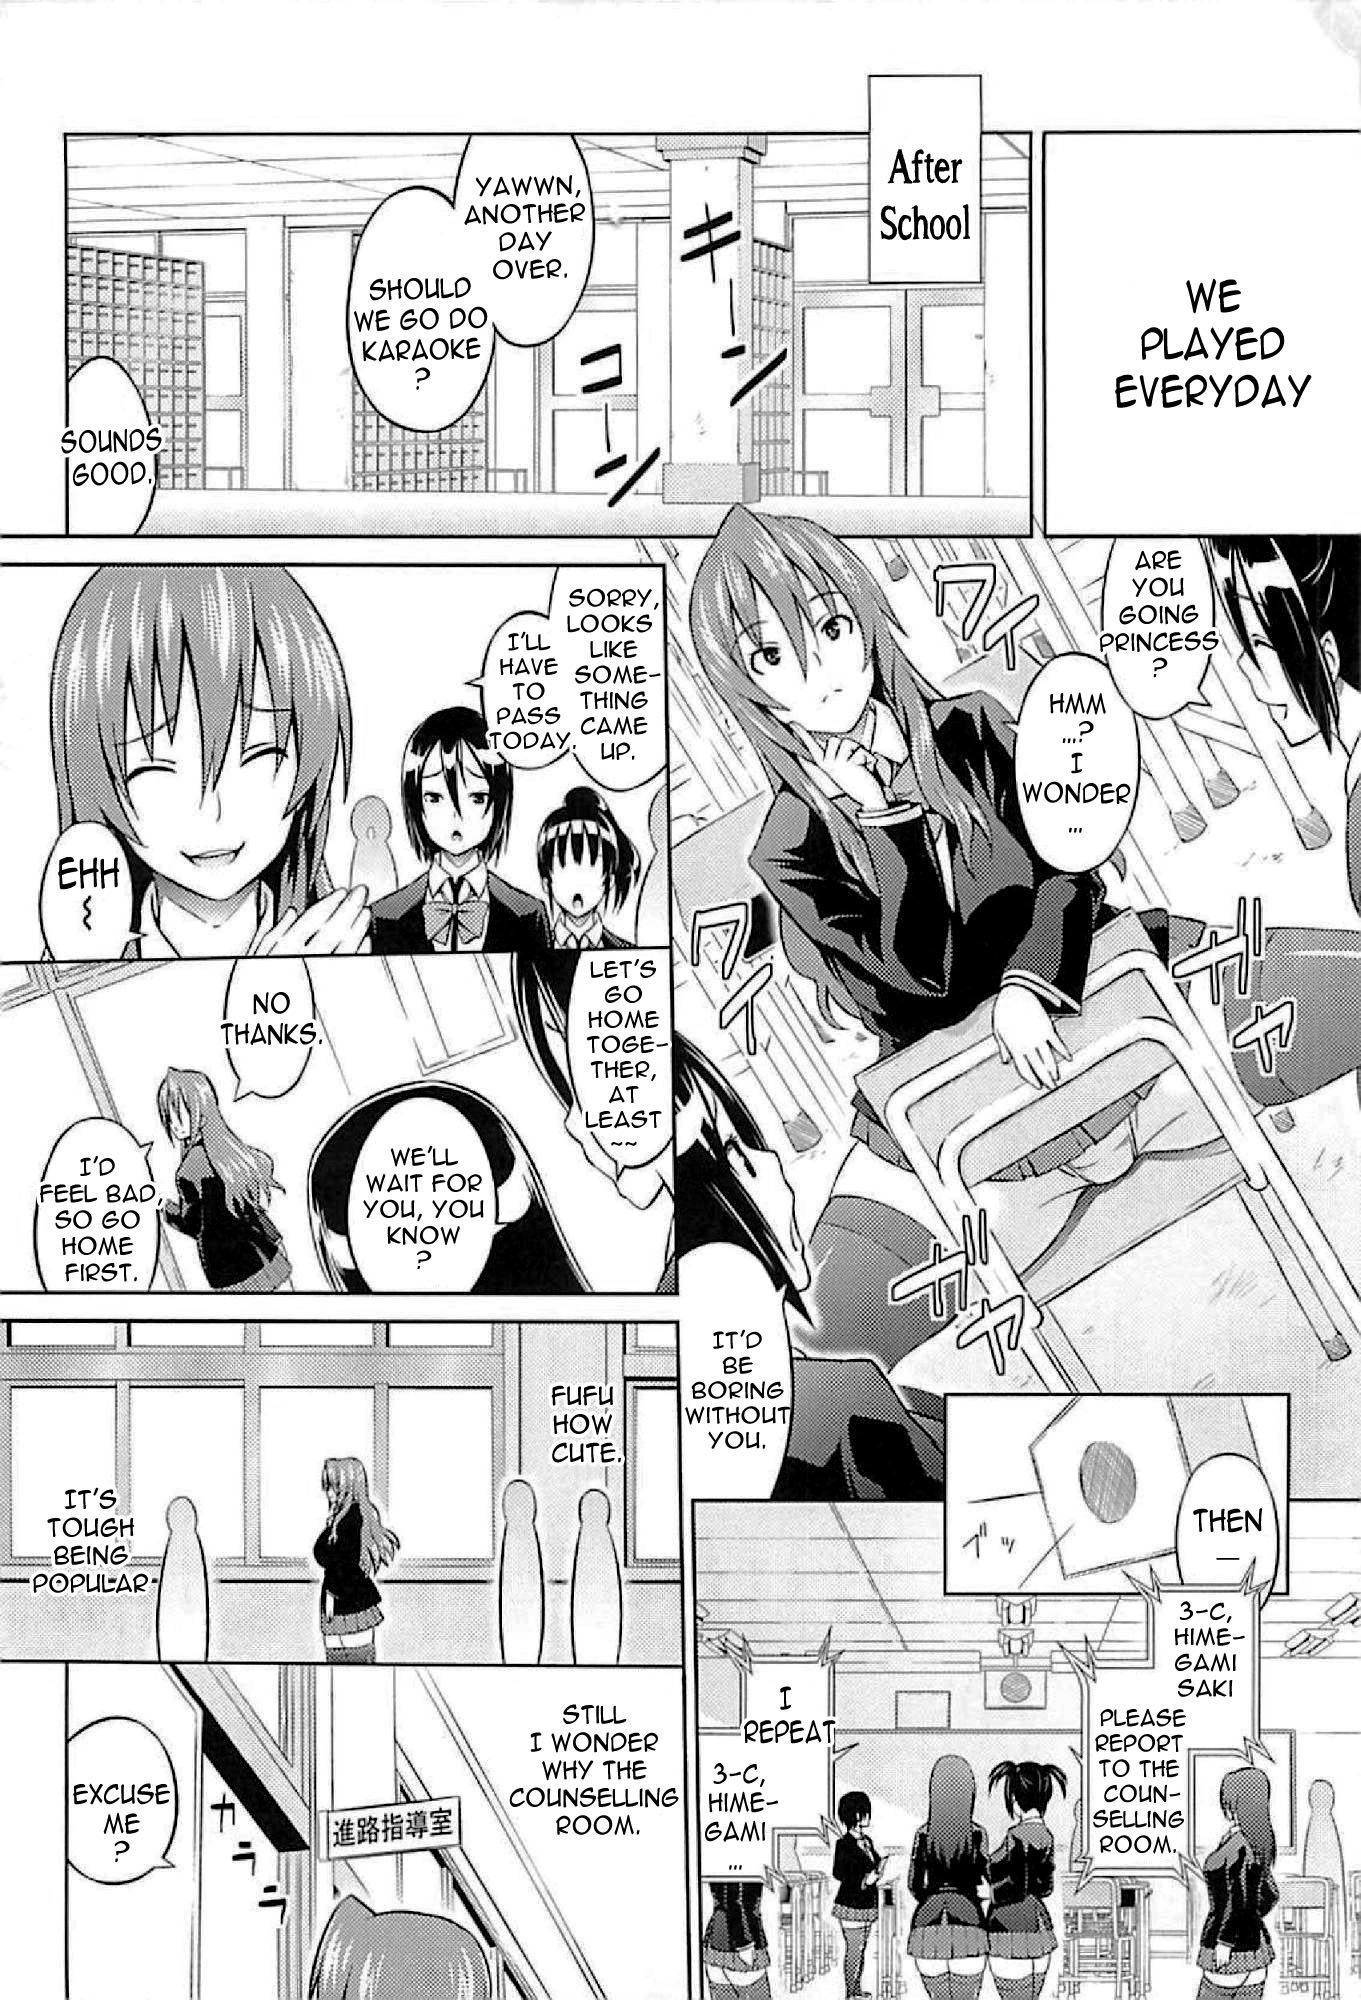 WE
PLAYED
EVERYDAY
After
School
キーン
コーン
YAWWN,
ANOTHER
DAY
OVER.
SHOULD
WE GO DO
KARAOKE
?
SOUNDS
GOOD.
ARE
YOU
GOING
PRINCESS
?
HMM
...?
I
WONDER
...
ワイ
ワイ
ガヤ
ガヤ
SORRY,
LOOKS
LIKE
SOME-
THING
CAME
UP.
I'LL
HAVE
TO
PASS
TODAY.
EHH
~
IT'D
BE
BORING
WITHOUT
YOU.
LET'S
GO
HOME
TOGE-
THER,
AT
LEAST
~~
WE'LL
WAIT FOR
YOU, YOU
KNOW
?
NO
THANKS.
I'D
FEEL BAD,
SO GO
HOME
FIRST.
THEN
—
3-C,
HIME-
GAMI
SAKI
PLEASE
REPORT
TO THE
COUN-
SELLING
ROOM.
I
REPEAT
3-C,
HIME-
GAMI
...
FUFU,
HOW
CUTE.
IT'S
TOUGH
BEING
POPULAR
STILL
I WONDER
WHY THE
COUNSELLING
ROOM.
進路指導室
ガラッ
EXCUSE
ME
?